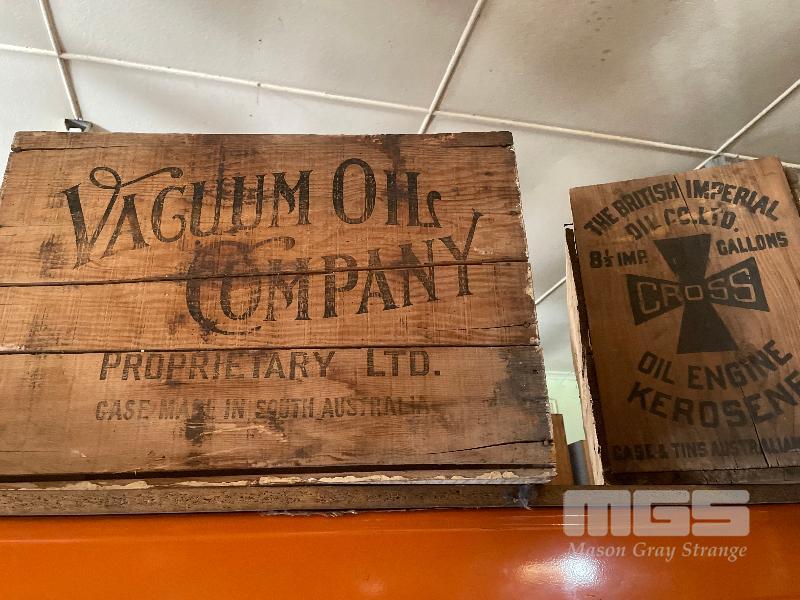 VACUUM OIL
COMPANY
PROPRIETARY LTD.
CASE MADE IN SOUTH AUSTRALIA
THE BRITISH IMPERIAL
OIL CO. LTD.
8½ IMP. GALLONS
CROSS
OIL ENGINE
KEROSENE
CASE & TINS AUSTRALIAN
MGS
Mason Gray Strange